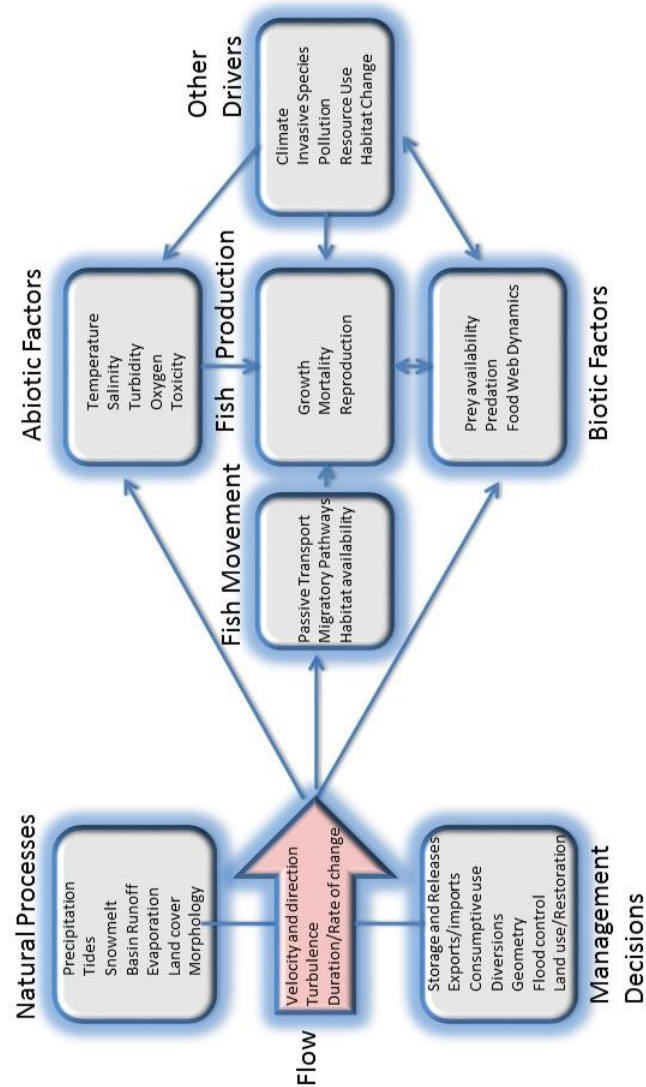 Natural Processes
Precipitation
Tides
Snowmelt
Basin Runoff
Evaporation
Land cover
Morphology
Flow
Velocity and direction
Turbulence
Duration/Rate of change
Storage and Releases
Exports/imports
Consumptive use
Diversions
Geometry
Flood control
Land use/Restoration
Management
Decisions
Fish Movement
Passive Transport
Migratory Pathways
Habitat availability
Abiotic Factors
Temperature
Salinity
Turbidity
Oxygen
Toxicity
Fish Production
Growth
Mortality
Reproduction
Prey availability
Predation
Food Web Dynamics
Biotic Factors
Other
Drivers
Climate
Invasive Species
Pollution
Resource Use
Habitat Change